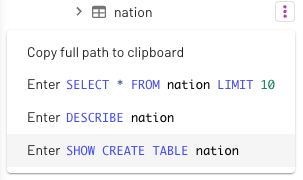 nation
Copy full path to clipboard
Enter SELECT * FROM nation LIMIT 10
Enter DESCRIBE nation
Enter SHOW CREATE TABLE nation